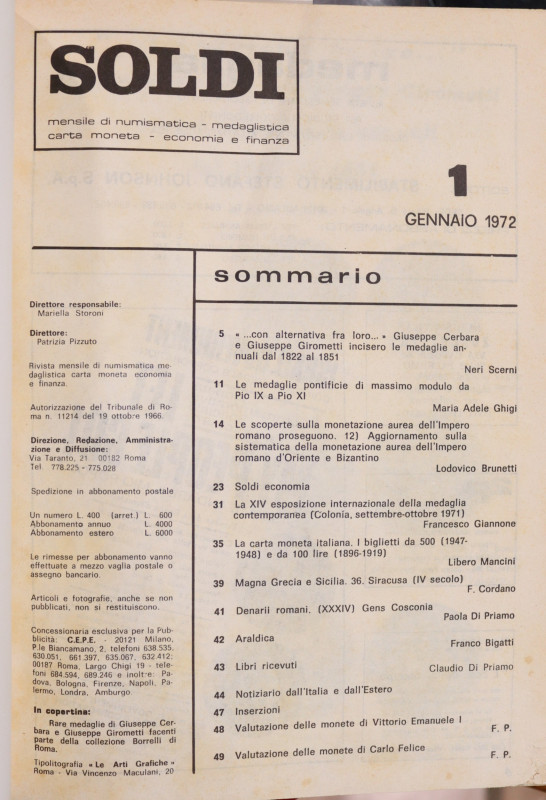 SOLDI
mensile di numismatica - medaglistica
carta moneta - economia e finanza
1
GENNAIO 1972
sommario
Direttore responsabile:
Mariella Storoni
Direttore:
Patrizia Pizzuto
Rivista mensile di numismatica me-
daglistica carta moneta economia
e finanza.
Autorizzazione del Tribunale di Ro-
ma n. 11214 del 19 ottobre 1966.
Direzione, Redazione, Amministra-
zione e Diffusione:
Via Taranto, 21 00182 Roma
Tel. 778.225 - 775.028
Spedizione in abbonamento postale
Un numero L. 400 (arret.) L. 600
Abbonamento annuo L. 4000
Abbonamento estero L. 6000
Le rimesse per abbonamento vanno
effettuate a mezzo vaglia postale o
assegno bancario.
Articoli e fotografie, anche se non
pubblicati, non si restituiscono.
Concessionaria esclusiva per la Pub-
blicità: C.E.P.E. - 20121 Milano,
P.le Biancamano, 2, telefoni 638.535,
630.051, 661.397, 635.067, 632.412;
00187 Roma, Largo Chigi 19 - tele-
foni 684.594, 689.246 e inoltre: Pa-
dova, Bologna, Firenze, Napoli, Pa-
lermo, Londra, Amburgo.
In copertina:
Rare medaglie di Giuseppe Cer-
bara e Giuseppe Girometti facenti
parte della collezione Borrelli di
Roma.
Tipolitografia « Le Arti Grafiche »
Roma - Via Vincenzo Maculani, 20
5 « ...con alternativa fra loro... » Giuseppe Cerbara
e Giuseppe Girometti incisero le medaglie an-
nuali dal 1822 al 1851
Neri Scerni
11 Le medaglie pontificie di massimo modulo da
Pio IX a Pio XI
Maria Adele Ghigi
14 Le scoperte sulla monetazione aurea dell'Impero
romano proseguono. 12) Aggiornamento sulla
sistematica della monetazione aurea dell'Impero
romano d'Oriente e Bizantino
Lodovico Brunetti
23 Soldi economia
31 La XIV esposizione internazionale della medaglia
contemporanea (Colonia, settembre-ottobre 1971)
Francesco Giannone
35 La carta moneta italiana. I biglietti da 500 (1947-
1948) e da 100 lire (1896-1919)
Libero Mancini
39 Magna Grecia e Sicilia. 36. Siracusa (IV secolo)
F. Cordano
41 Denarii romani. (XXXIV) Gens Cosconia
Paola Di Priamo
42 Araldica
Franco Bigatti
43 Libri ricevuti
Claudio Di Priamo
44 Notiziario dall'Italia e dall'Estero
47 Inserzioni
48 Valutazione delle monete di Vittorio Emanuele I
F. P.
49 Valutazione delle monete di Carlo Felice
F. P.